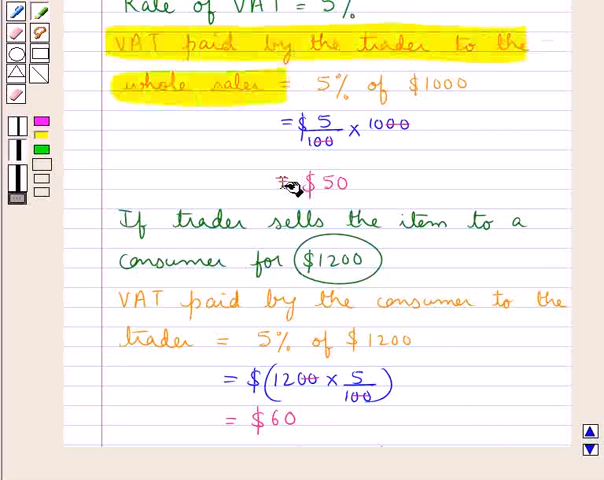 Rate of VAT = 5%
VAT paid by the trader to the
whole saler = 5% of $1000
= $ 5/100 × 1000
= $50
If trader sells the item to a
consumer for $1200
VAT paid by the consumer to the
trader = 5% of $1200
= $(1200 × 5/100)
= $60